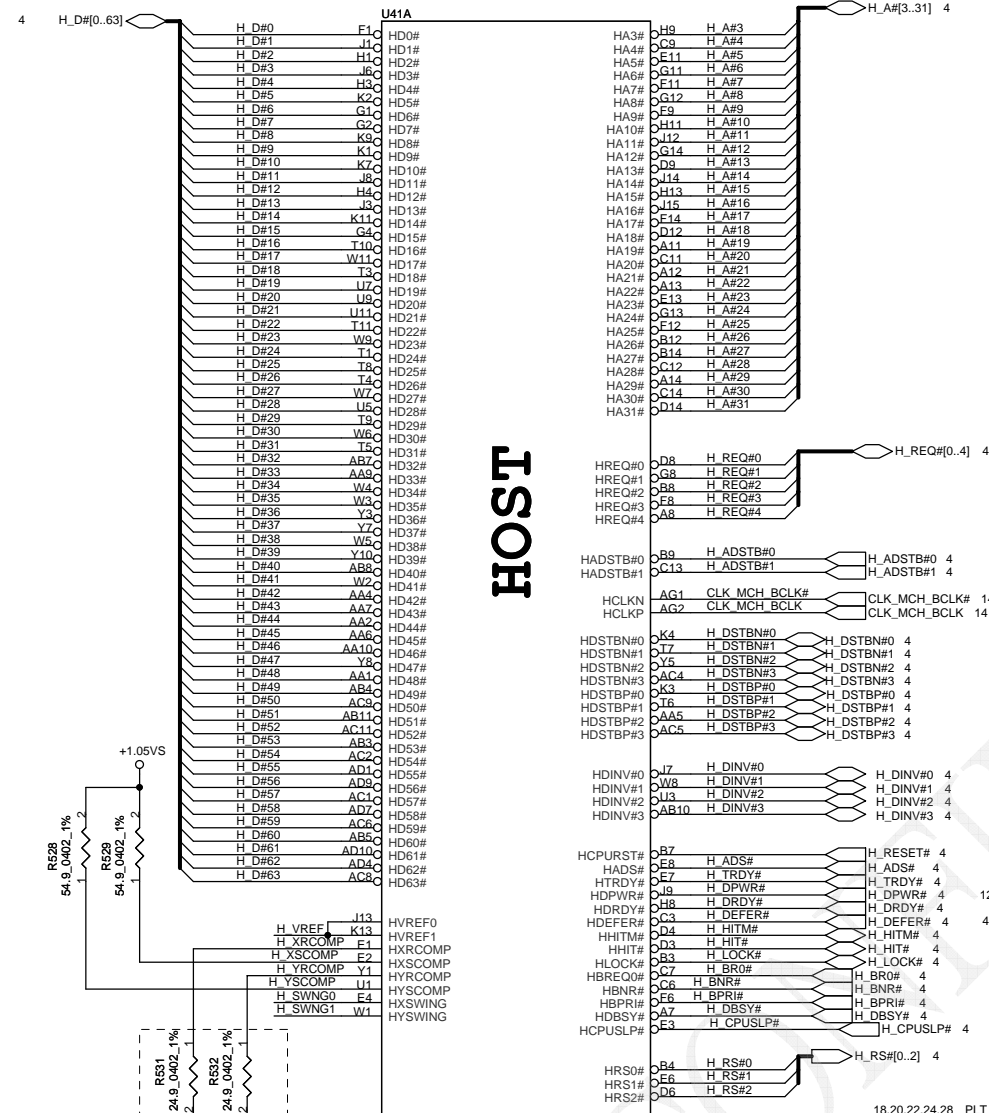 4 H_D#[0..63]
U41A
H_D#0 F1 HD0#
H_D#1 J1 HD1#
H_D#2 H1 HD2#
H_D#3 J6 HD3#
H_D#4 H3 HD4#
H_D#5 K2 HD5#
H_D#6 G1 HD6#
H_D#7 G2 HD7#
H_D#8 K9 HD8#
H_D#9 K1 HD9#
H_D#10 K7 HD10#
H_D#11 J8 HD11#
H_D#12 H4 HD12#
H_D#13 J3 HD13#
H_D#14 K11 HD14#
H_D#15 G4 HD15#
H_D#16 T10 HD16#
H_D#17 W11 HD17#
H_D#18 T3 HD18#
H_D#19 U7 HD19#
H_D#20 U9 HD20#
H_D#21 U11 HD21#
H_D#22 T11 HD22#
H_D#23 W9 HD23#
H_D#24 T1 HD24#
H_D#25 T8 HD25#
H_D#26 T4 HD26#
H_D#27 W7 HD27#
H_D#28 U5 HD28#
H_D#29 T9 HD29#
H_D#30 W6 HD30#
H_D#31 T5 HD31#
H_D#32 AB7 HD32#
H_D#33 AA9 HD33#
H_D#34 W4 HD34#
H_D#35 W3 HD35#
H_D#36 Y3 HD36#
H_D#37 Y7 HD37#
H_D#38 W5 HD38#
H_D#39 Y10 HD39#
H_D#40 AB8 HD40#
H_D#41 W2 HD41#
H_D#42 AA4 HD42#
H_D#43 AA7 HD43#
H_D#44 AA2 HD44#
H_D#45 AA6 HD45#
H_D#46 AA10 HD46#
H_D#47 Y8 HD47#
H_D#48 AA1 HD48#
H_D#49 AB4 HD49#
H_D#50 AC9 HD50#
H_D#51 AB11 HD51#
H_D#52 AC11 HD52#
H_D#53 AB3 HD53#
H_D#54 AC2 HD54#
H_D#55 AD1 HD55#
H_D#56 AD9 HD56#
H_D#57 AC1 HD57#
H_D#58 AD7 HD58#
H_D#59 AC6 HD59#
H_D#60 AB5 HD60#
H_D#61 AD10 HD61#
H_D#62 AD4 HD62#
H_D#63 AC8 HD63#
+1.05VS
R528
54.9_0402_1%
1
2
R529
54.9_0402_1%
1
2
J13 HVREF0
H_VREF K13 HVREF1
H_XRCOMP E1 HXRCOMP
H_XSCOMP E2 HXSCOMP
H_YRCOMP Y1 HYRCOMP
H_YSCOMP U1 HYSCOMP
H_SWNG0 E4 HXSWING
H_SWNG1 W1 HYSWING
R531
24.9_0402_1%
1
2
R532
24.9_0402_1%
1
2
HOST
H_A#[3..31] 4
HA3# H9 H_A#3
HA4# C9 H_A#4
HA5# E11 H_A#5
HA6# G11 H_A#6
HA7# F11 H_A#7
HA8# G12 H_A#8
HA9# F9 H_A#9
HA10# H11 H_A#10
HA11# J12 H_A#11
HA12# G14 H_A#12
HA13# D9 H_A#13
HA14# J14 H_A#14
HA15# H13 H_A#15
HA16# J15 H_A#16
HA17# F14 H_A#17
HA18# D12 H_A#18
HA19# A11 H_A#19
HA20# C11 H_A#20
HA21# A12 H_A#21
HA22# A13 H_A#22
HA23# E13 H_A#23
HA24# G13 H_A#24
HA25# F12 H_A#25
HA26# B12 H_A#26
HA27# B14 H_A#27
HA28# C12 H_A#28
HA29# A14 H_A#29
HA30# C14 H_A#30
HA31# D14 H_A#31
H_REQ#[0..4] 4
HREQ#0 D8 H_REQ#0
HREQ#1 G8 H_REQ#1
HREQ#2 B8 H_REQ#2
HREQ#3 F8 H_REQ#3
HREQ#4 A8 H_REQ#4
HADSTB#0 B9 H_ADSTB#0 H_ADSTB#0 4
HADSTB#1 C13 H_ADSTB#1 H_ADSTB#1 4
HCLKN AG1 CLK_MCH_BCLK# CLK_MCH_BCLK# 14
HCLKP AG2 CLK_MCH_BCLK CLK_MCH_BCLK 14
HDSTBN#0 K4 H_DSTBN#0 H_DSTBN#0 4
HDSTBN#1 T7 H_DSTBN#1 H_DSTBN#1 4
HDSTBN#2 Y5 H_DSTBN#2 H_DSTBN#2 4
HDSTBN#3 AC4 H_DSTBN#3 H_DSTBN#3 4
HDSTBP#0 K3 H_DSTBP#0 H_DSTBP#0 4
HDSTBP#1 T6 H_DSTBP#1 H_DSTBP#1 4
HDSTBP#2 AA5 H_DSTBP#2 H_DSTBP#2 4
HDSTBP#3 AC5 H_DSTBP#3 H_DSTBP#3 4
HDINV#0 J7 H_DINV#0 H_DINV#0 4
HDINV#1 W8 H_DINV#1 H_DINV#1 4
HDINV#2 U3 H_DINV#2 H_DINV#2 4
HDINV#3 AB10 H_DINV#3 H_DINV#3 4
HCPURST# B7 H_RESET# 4
HADS# E8 H_ADS# H_ADS# 4
HTRDY# E7 H_TRDY# H_TRDY# 4
HDPWR# J9 H_DPWR# H_DPWR# 4 12
HDRDY# H8 H_DRDY# H_DRDY# 4
HDEFER# C3 H_DEFER# H_DEFER# 4 4
HHITM# D4 H_HITM# H_HITM# 4
HHIT# D3 H_HIT# H_HIT# 4
HLOCK# B3 H_LOCK# H_LOCK# 4
HBREQ0# C7 H_BR0# H_BR0# 4
HBNR# C6 H_BNR# H_BNR# 4
HBPRI# F6 H_BPRI# H_BPRI# 4
HDBSY# A7 H_DBSY# H_DBSY# 4
HCPUSLP# E3 H_CPUSLP# H_CPUSLP# 4
H_RS#[0..2] 4
HRS0# B4 H_RS#0
HRS1# E6 H_RS#1
HRS2# D6 H_RS#2
18,20,22,24,28 PLT